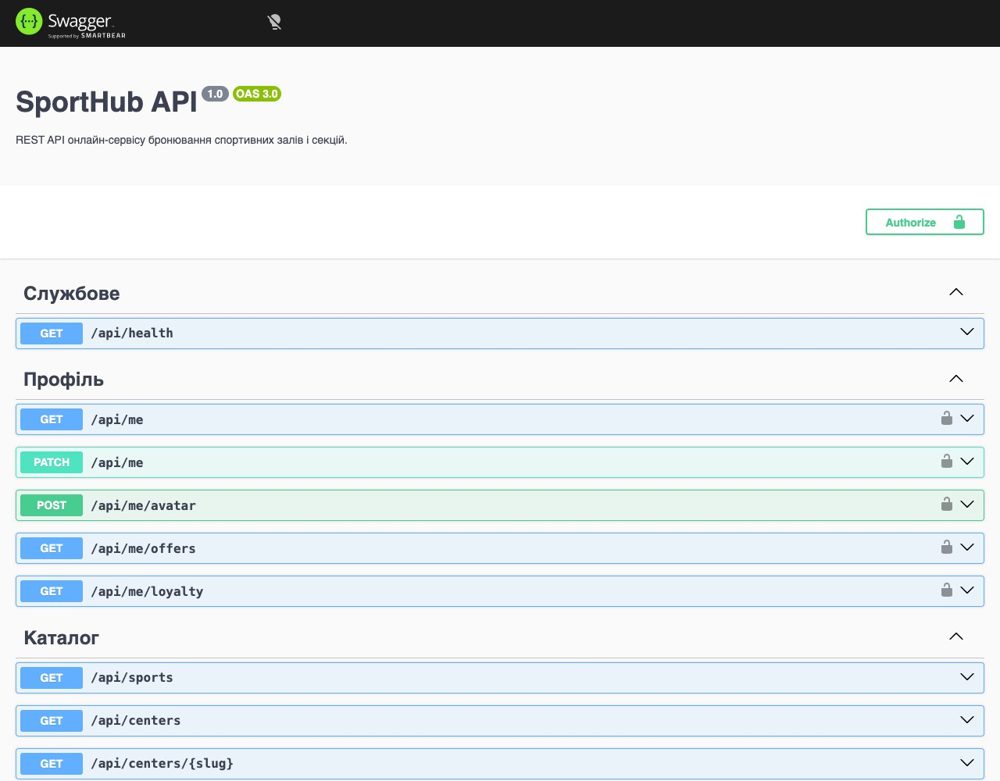 Swagger
Supported by SMARTBEAR
SportHub API 1.0 OAS 3.0
REST API онлайн-сервісу бронювання спортивних залів і секцій.
Authorize
Службове
GET /api/health
Профіль
GET /api/me
PATCH /api/me
POST /api/me/avatar
GET /api/me/offers
GET /api/me/loyalty
Каталог
GET /api/sports
GET /api/centers
GET /api/centers/{slug}